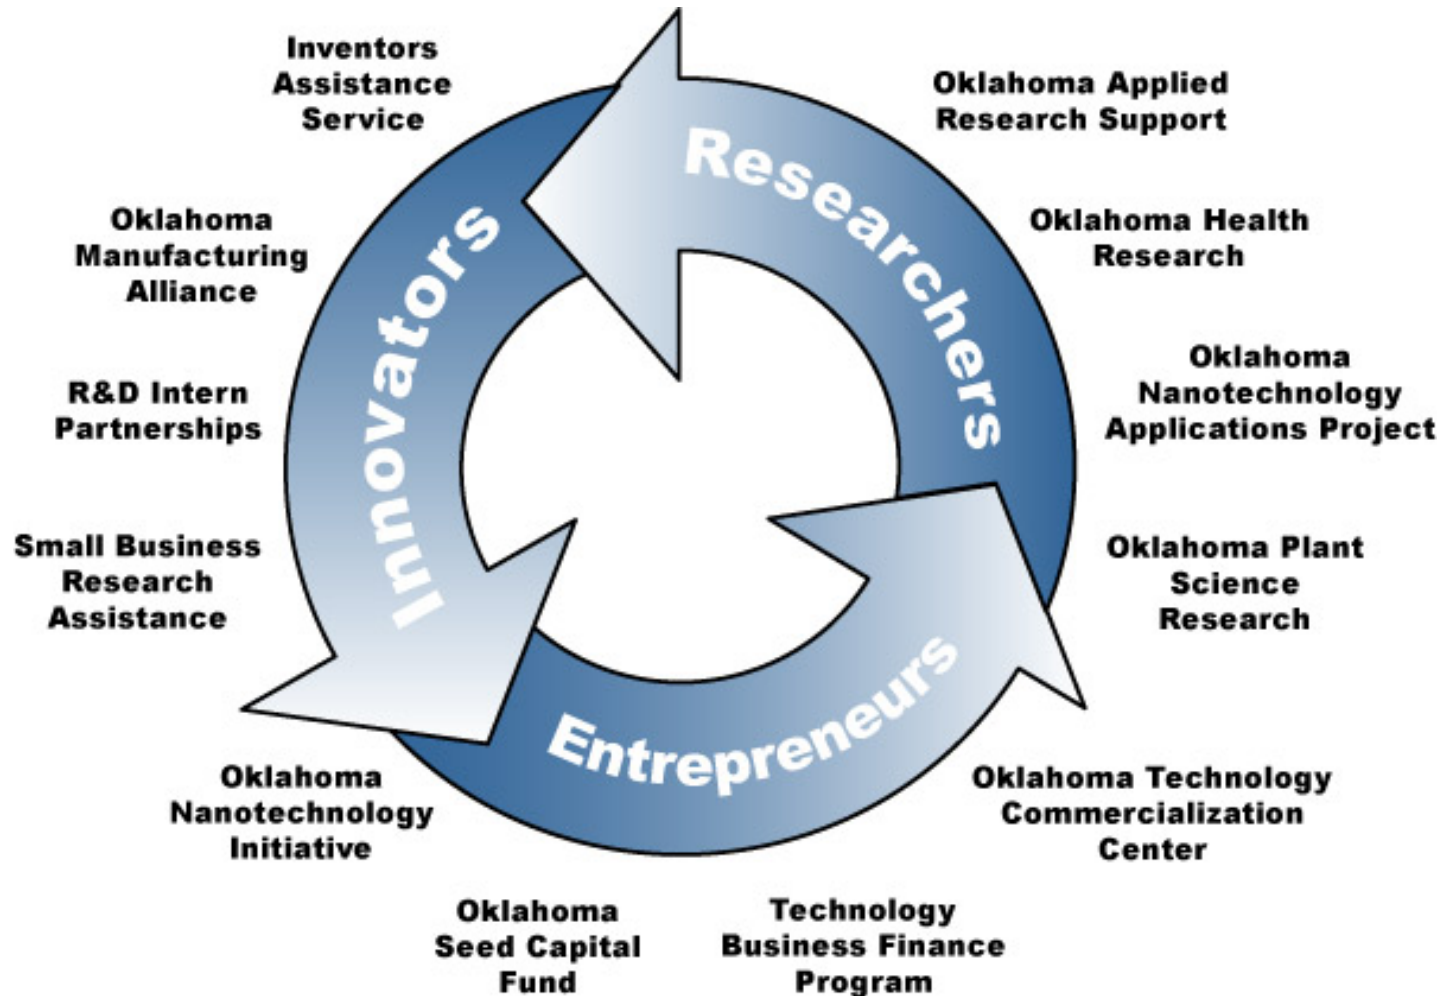 Inventors
Assistance
Service
Oklahoma Applied
Research Support
Researchers
Oklahoma
Manufacturing
Alliance
Oklahoma Health
Research
Innovators
R&D Intern
Partnerships
Oklahoma
Nanotechnology
Applications Project
Small Business
Research
Assistance
Oklahoma Plant
Science
Research
Entrepreneurs
Oklahoma
Nanotechnology
Initiative
Oklahoma Technology
Commercialization
Center
Oklahoma
Seed Capital
Fund
Technology
Business Finance
Program